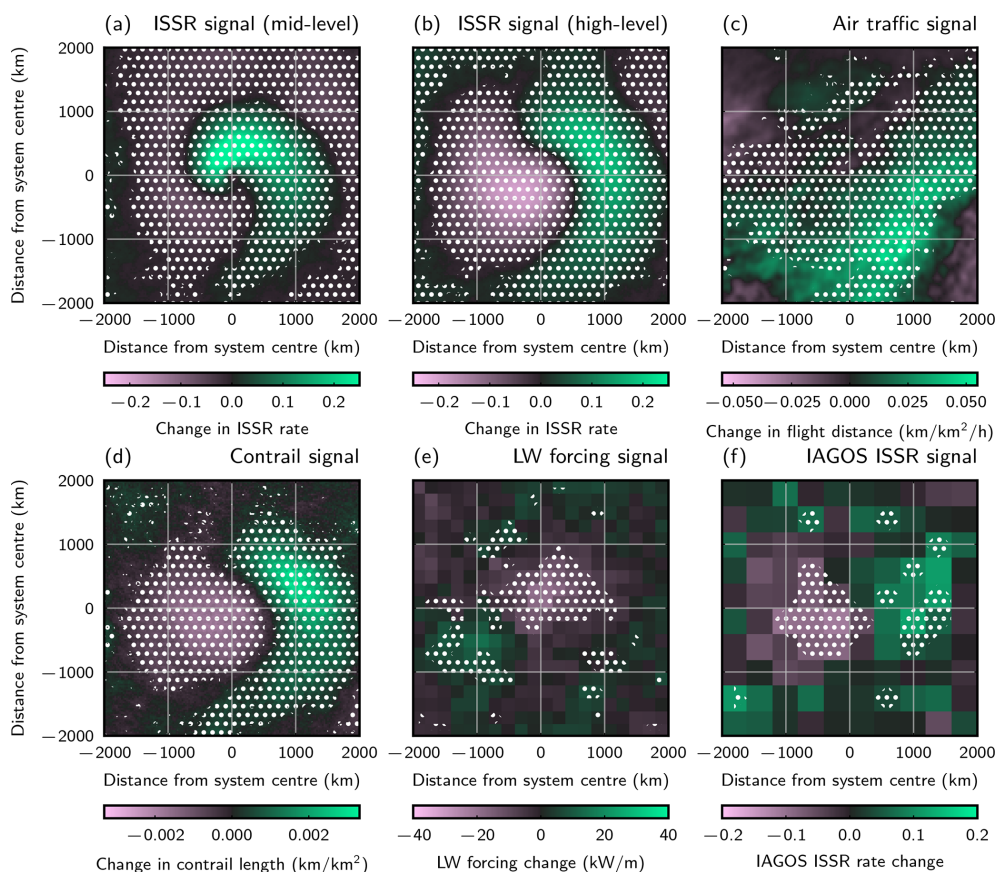 (a) ISSR signal (mid-level)
(b) ISSR signal (high-level)
(c) Air traffic signal
Distance from system centre (km)
2000
1000
0
−1000
−2000
−2000 −1000 0 1000 2000
−2000 −1000 0 1000 2000
−2000 −1000 0 1000 2000
Distance from system centre (km)
Distance from system centre (km)
Distance from system centre (km)
−0.2 −0.1 0.0 0.1 0.2
−0.2 −0.1 0.0 0.1 0.2
−0.050 −0.025 0.000 0.025 0.050
Change in ISSR rate
Change in ISSR rate
Change in flight distance (km/km²/h)
(d) Contrail signal
(e) LW forcing signal
(f) IAGOS ISSR signal
Distance from system centre (km)
2000
1000
0
−1000
−2000
−2000 −1000 0 1000 2000
−2000 −1000 0 1000 2000
−2000 −1000 0 1000 2000
Distance from system centre (km)
Distance from system centre (km)
Distance from system centre (km)
−0.002 0.000 0.002
−40 −20 0 20 40
−0.2 −0.1 0.0 0.1 0.2
Change in contrail length (km/km²)
LW forcing change (kW/m)
IAGOS ISSR rate change